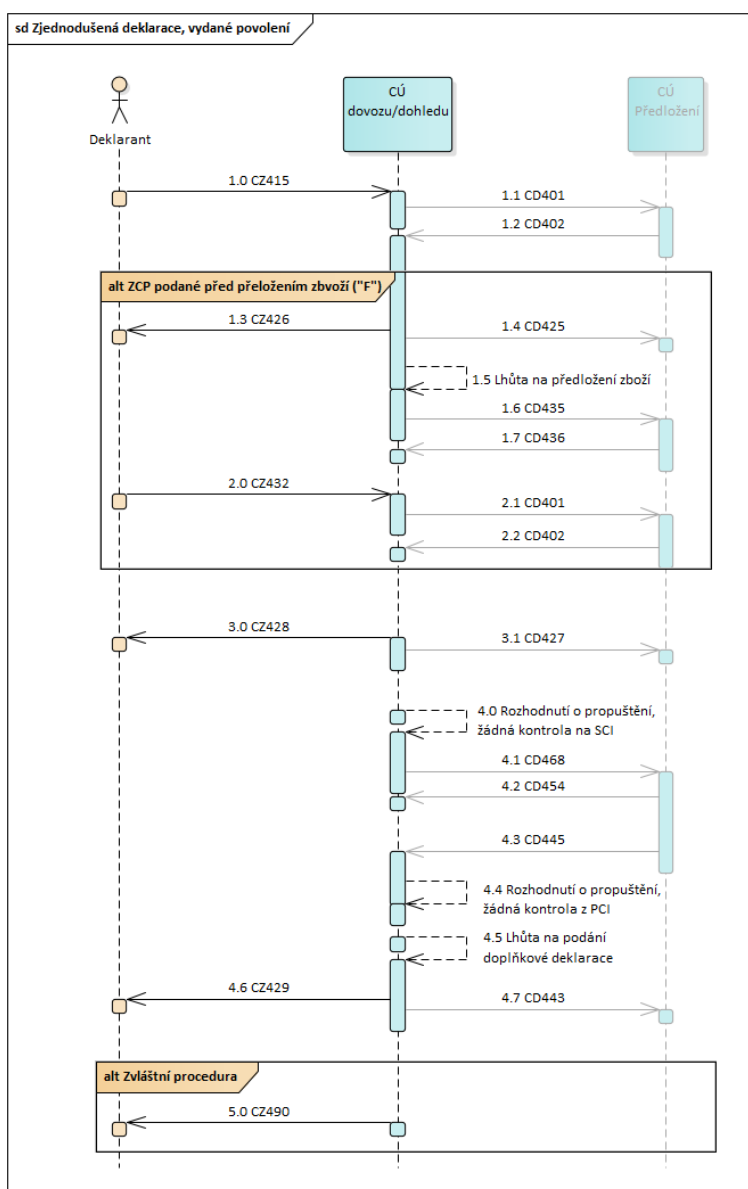 sd Zjednodušená deklarace, vydané povolení
CÚ
dovozu/dohledu
CÚ
Předložení
Deklarant
1.0 CZ415
1.1 CD401
1.2 CD402
alt ZCP podané před přeložením zbvoží ("F")
1.3 CZ426
1.4 CD425
1.5 Lhůta na předložení zboží
1.6 CD435
1.7 CD436
2.0 CZ432
2.1 CD401
2.2 CD402
3.0 CZ428
3.1 CD427
4.0 Rozhodnutí o propuštění,
žádná kontrola na SCI
4.1 CD468
4.2 CD454
4.3 CD445
4.4 Rozhodnutí o propuštění,
žádná kontrola z PCI
4.5 Lhůta na podání
doplňkové deklarace
4.6 CZ429
4.7 CD443
alt Zvláštní procedura
5.0 CZ490